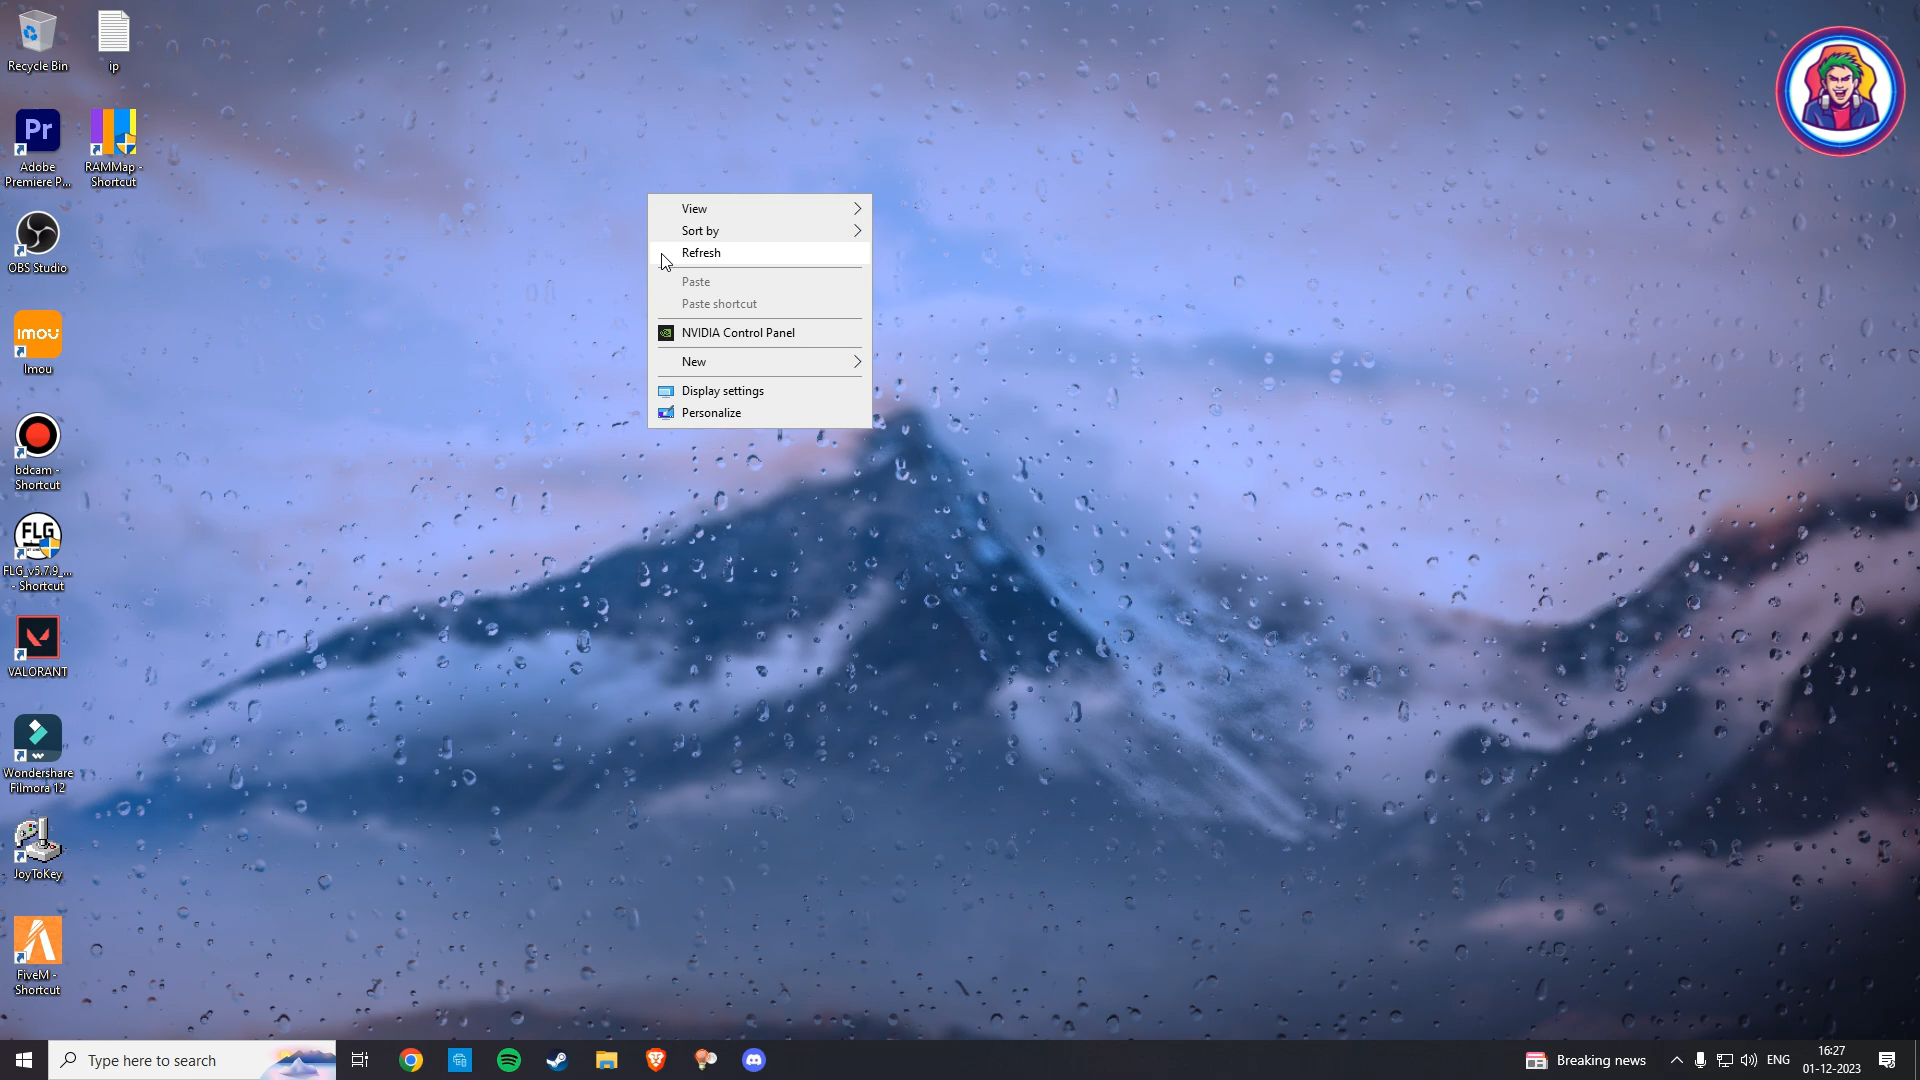 Recycle Bin
ip
Pr
Adobe
Premiere P...
RAMMap -
Shortcut
OBS Studio
imou
Imou
bdcam -
Shortcut
FLG
FLG_v5.7.9_...
- Shortcut
VALORANT
Wondershare
Filmora 12
JoyToKey
FiveM -
Shortcut
View
Sort by
Refresh
Paste
Paste shortcut
NVIDIA Control Panel
New
Display settings
Personalize
Type here to search
Breaking news
ENG
16:27
01-12-2023